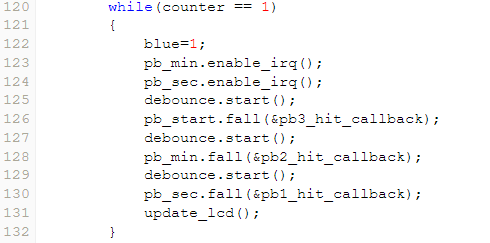 120 while(counter == 1)
121 {
122 blue=1;
123 pb_min.enable_irq();
124 pb_sec.enable_irq();
125 debounce.start();
126 pb_start.fall(&pb3_hit_callback);
127 debounce.start();
128 pb_min.fall(&pb2_hit_callback);
129 debounce.start();
130 pb_sec.fall(&pb1_hit_callback);
131 update_lcd();
132 }